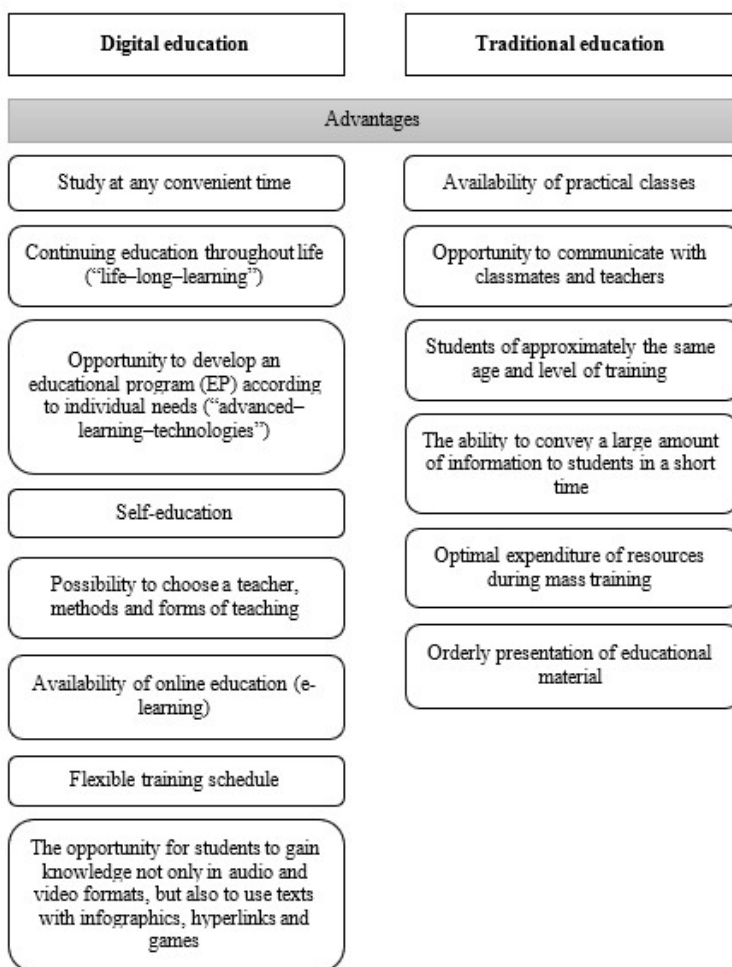 Digital education
Traditional education
Advantages
Study at any convenient time
Continuing education throughout life
(“life–long–learning”)
Opportunity to develop an
educational program (EP) according
to individual needs (“advanced–
learning–technologies”)
Self-education
Possibility to choose a teacher,
methods and forms of teaching
Availability of online education (e-
learning)
Flexible training schedule
The opportunity for students to gain
knowledge not only in audio and
video formats, but also to use texts
with infographics, hyperlinks and
games
Availability of practical classes
Opportunity to communicate with
classmates and teachers
Students of approximately the same
age and level of training
The ability to convey a large amount
of information to students in a short
time
Optimal expenditure of resources
during mass training
Orderly presentation of educational
material